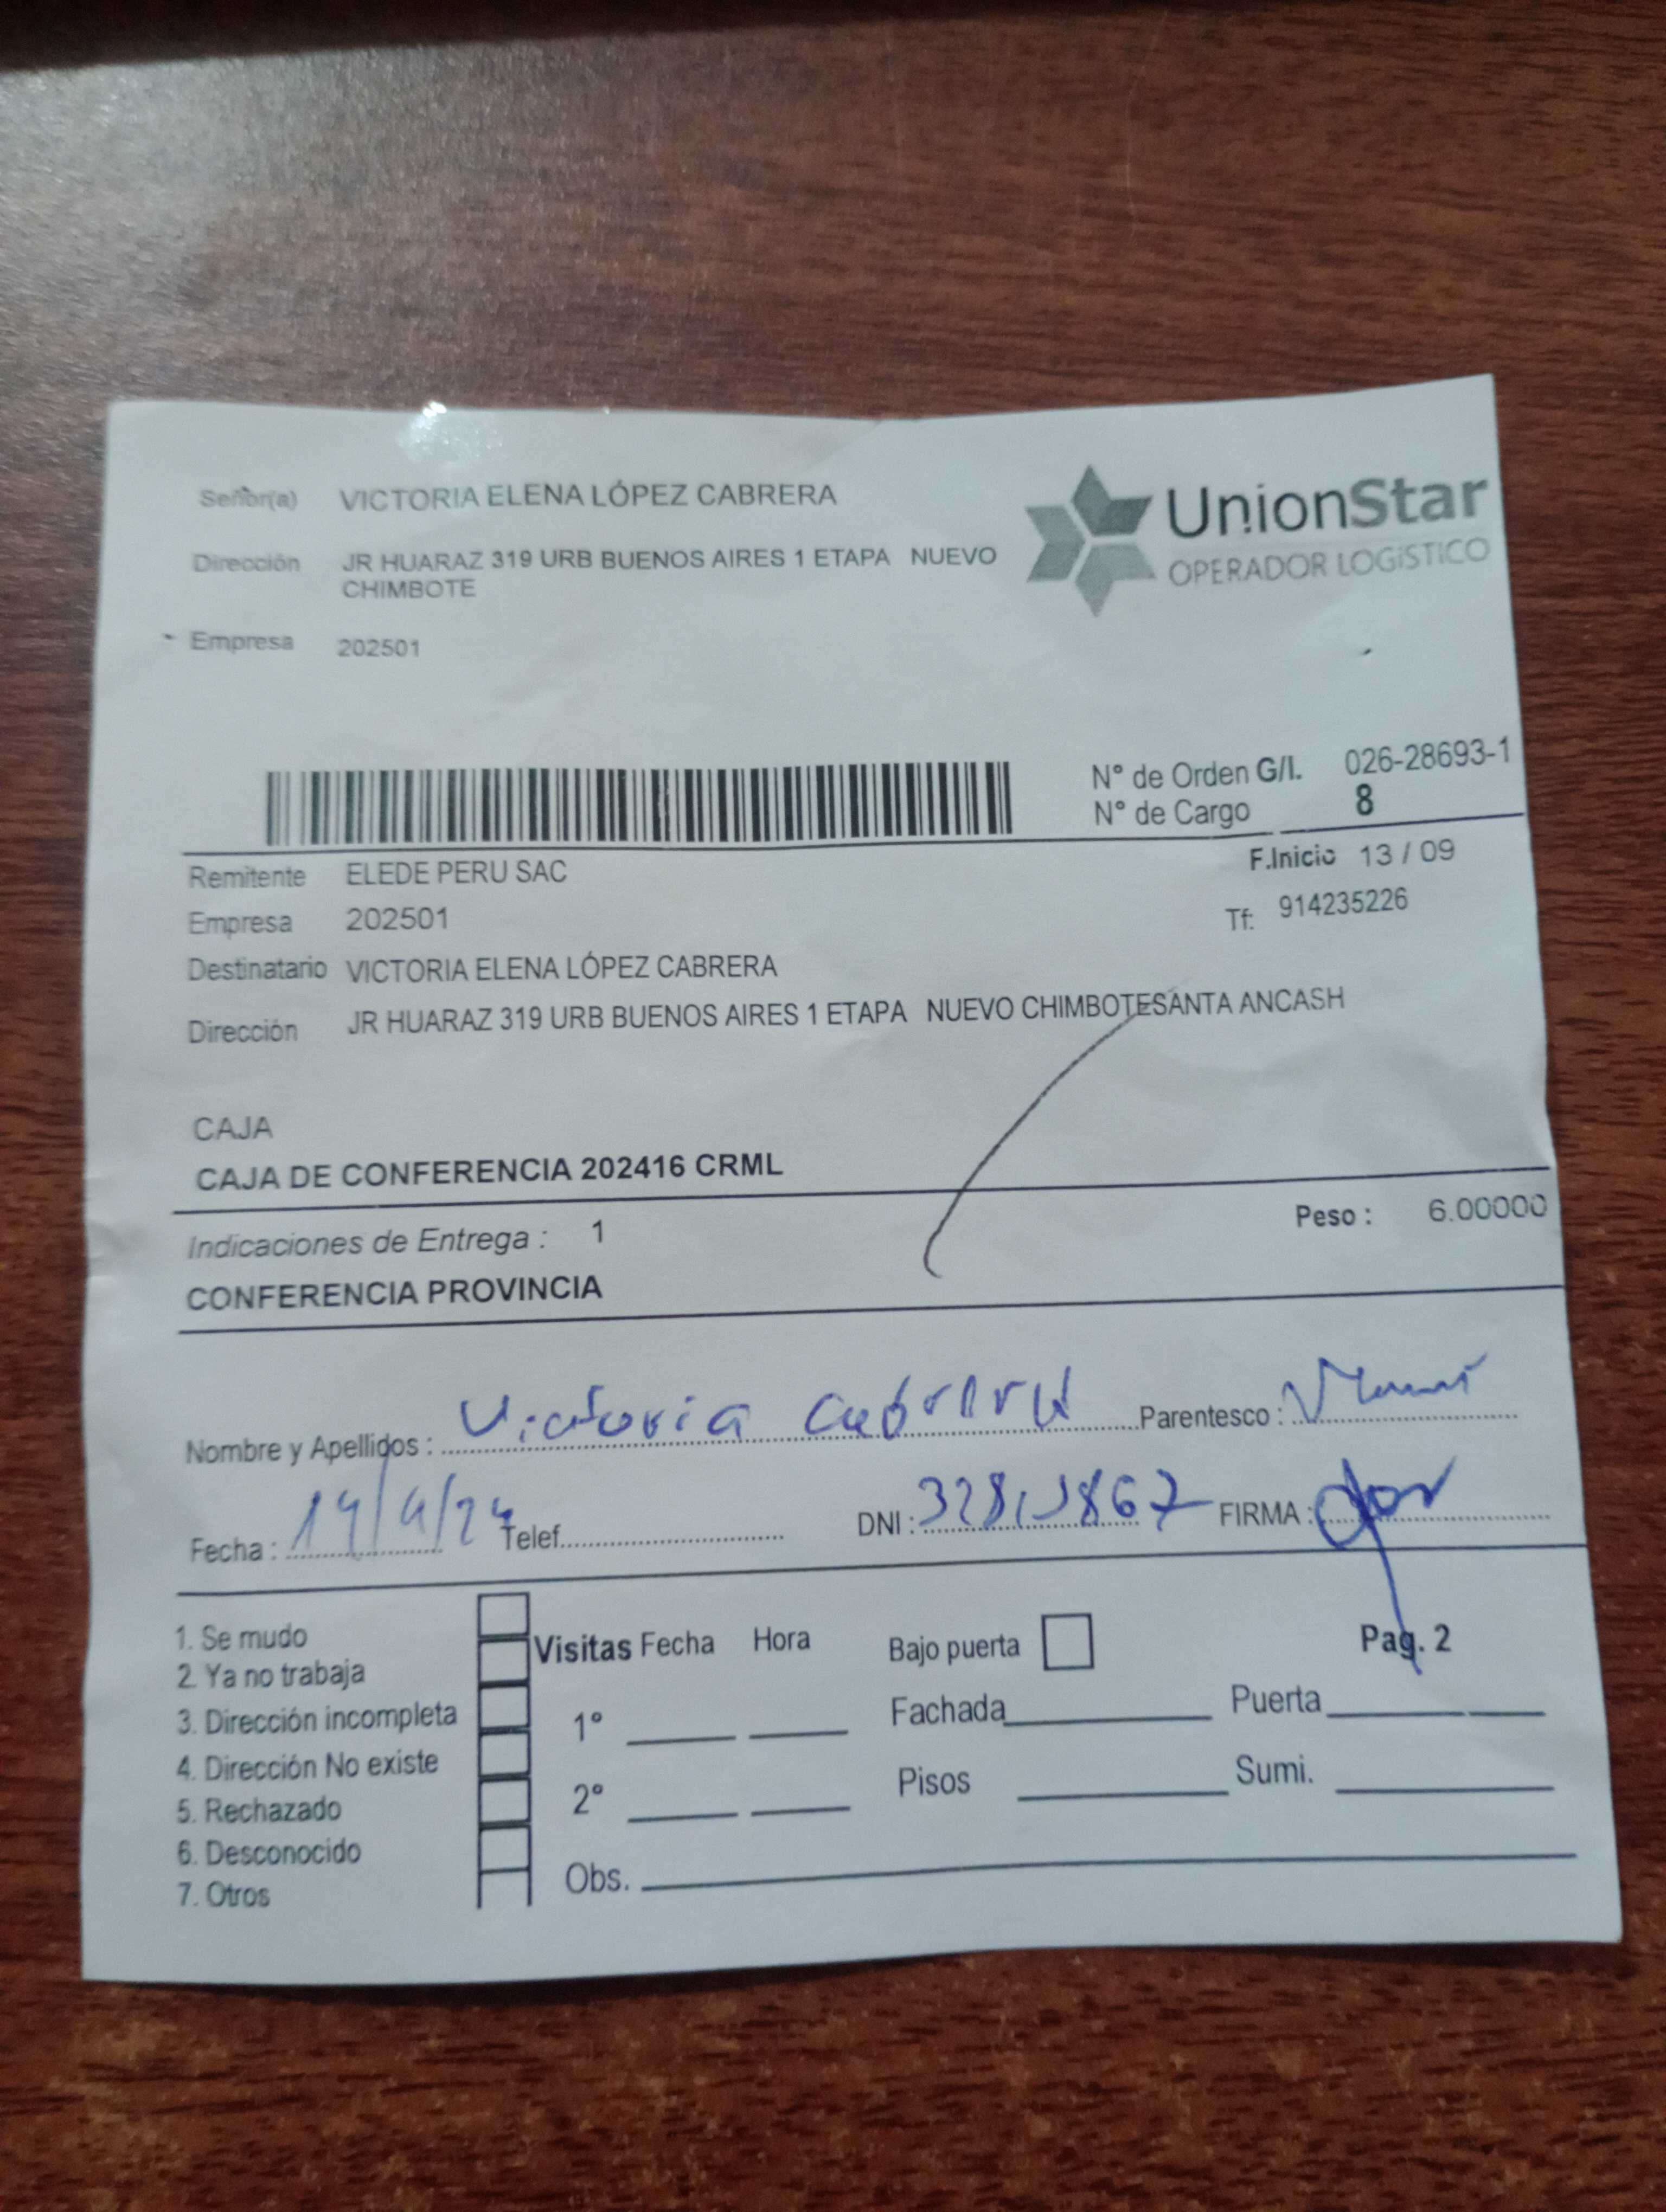 Señor(a) VICTORIA ELENA LÓPEZ CABRERA
UnionStar
OPERADOR LOGíSTICO
Dirección JR HUARAZ 319 URB BUENOS AIRES 1 ETAPA NUEVO
CHIMBOTE
Empresa 202501
N° de Orden G/I. 026-28693-1
N° de Cargo 8
Remitente ELEDE PERU SAC F.Inicio 13 / 09
Empresa 202501 Tf: 914235226
Destinatario VICTORIA ELENA LÓPEZ CABRERA
Dirección JR HUARAZ 319 URB BUENOS AIRES 1 ETAPA NUEVO CHIMBOTESANTA ANCASH
CAJA
CAJA DE CONFERENCIA 202416 CRML
Indicaciones de Entrega : 1 Peso : 6.00000
CONFERENCIA PROVINCIA
Nombre y Apellidos : Victoria Cabrera Parentesco :
Fecha : Telef. DNI : FIRMA :
1. Se mudo
2. Ya no trabaja
3. Dirección incompleta
4. Dirección No existe
5. Rechazado
6. Desconocido
7. Otros
Visitas Fecha Hora Bajo puerta Pag. 2
1° Fachada Puerta
2° Pisos Sumi.
Obs.